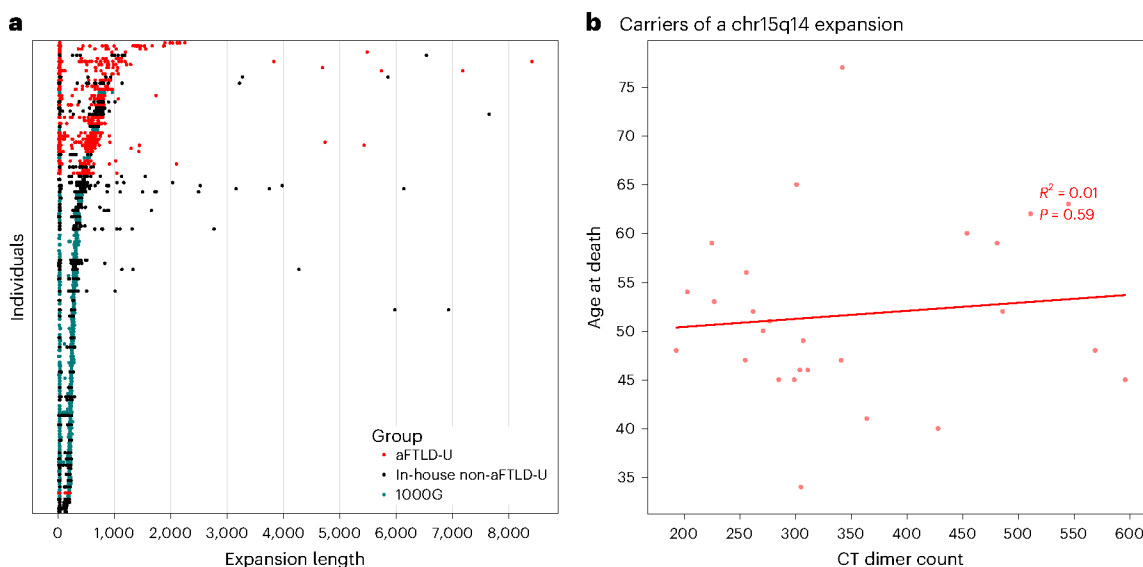 a
Individuals
0 1,000 2,000 3,000 4,000 5,000 6,000 7,000 8,000
Expansion length
Group
aFTLD-U
In-house non-aFTLD-U
1000G
b Carriers of a chr15q14 expansion
Age at death
75
70
65
60
55
50
45
40
35
R² = 0.01
P = 0.59
200 250 300 350 400 450 500 550 600
CT dimer count